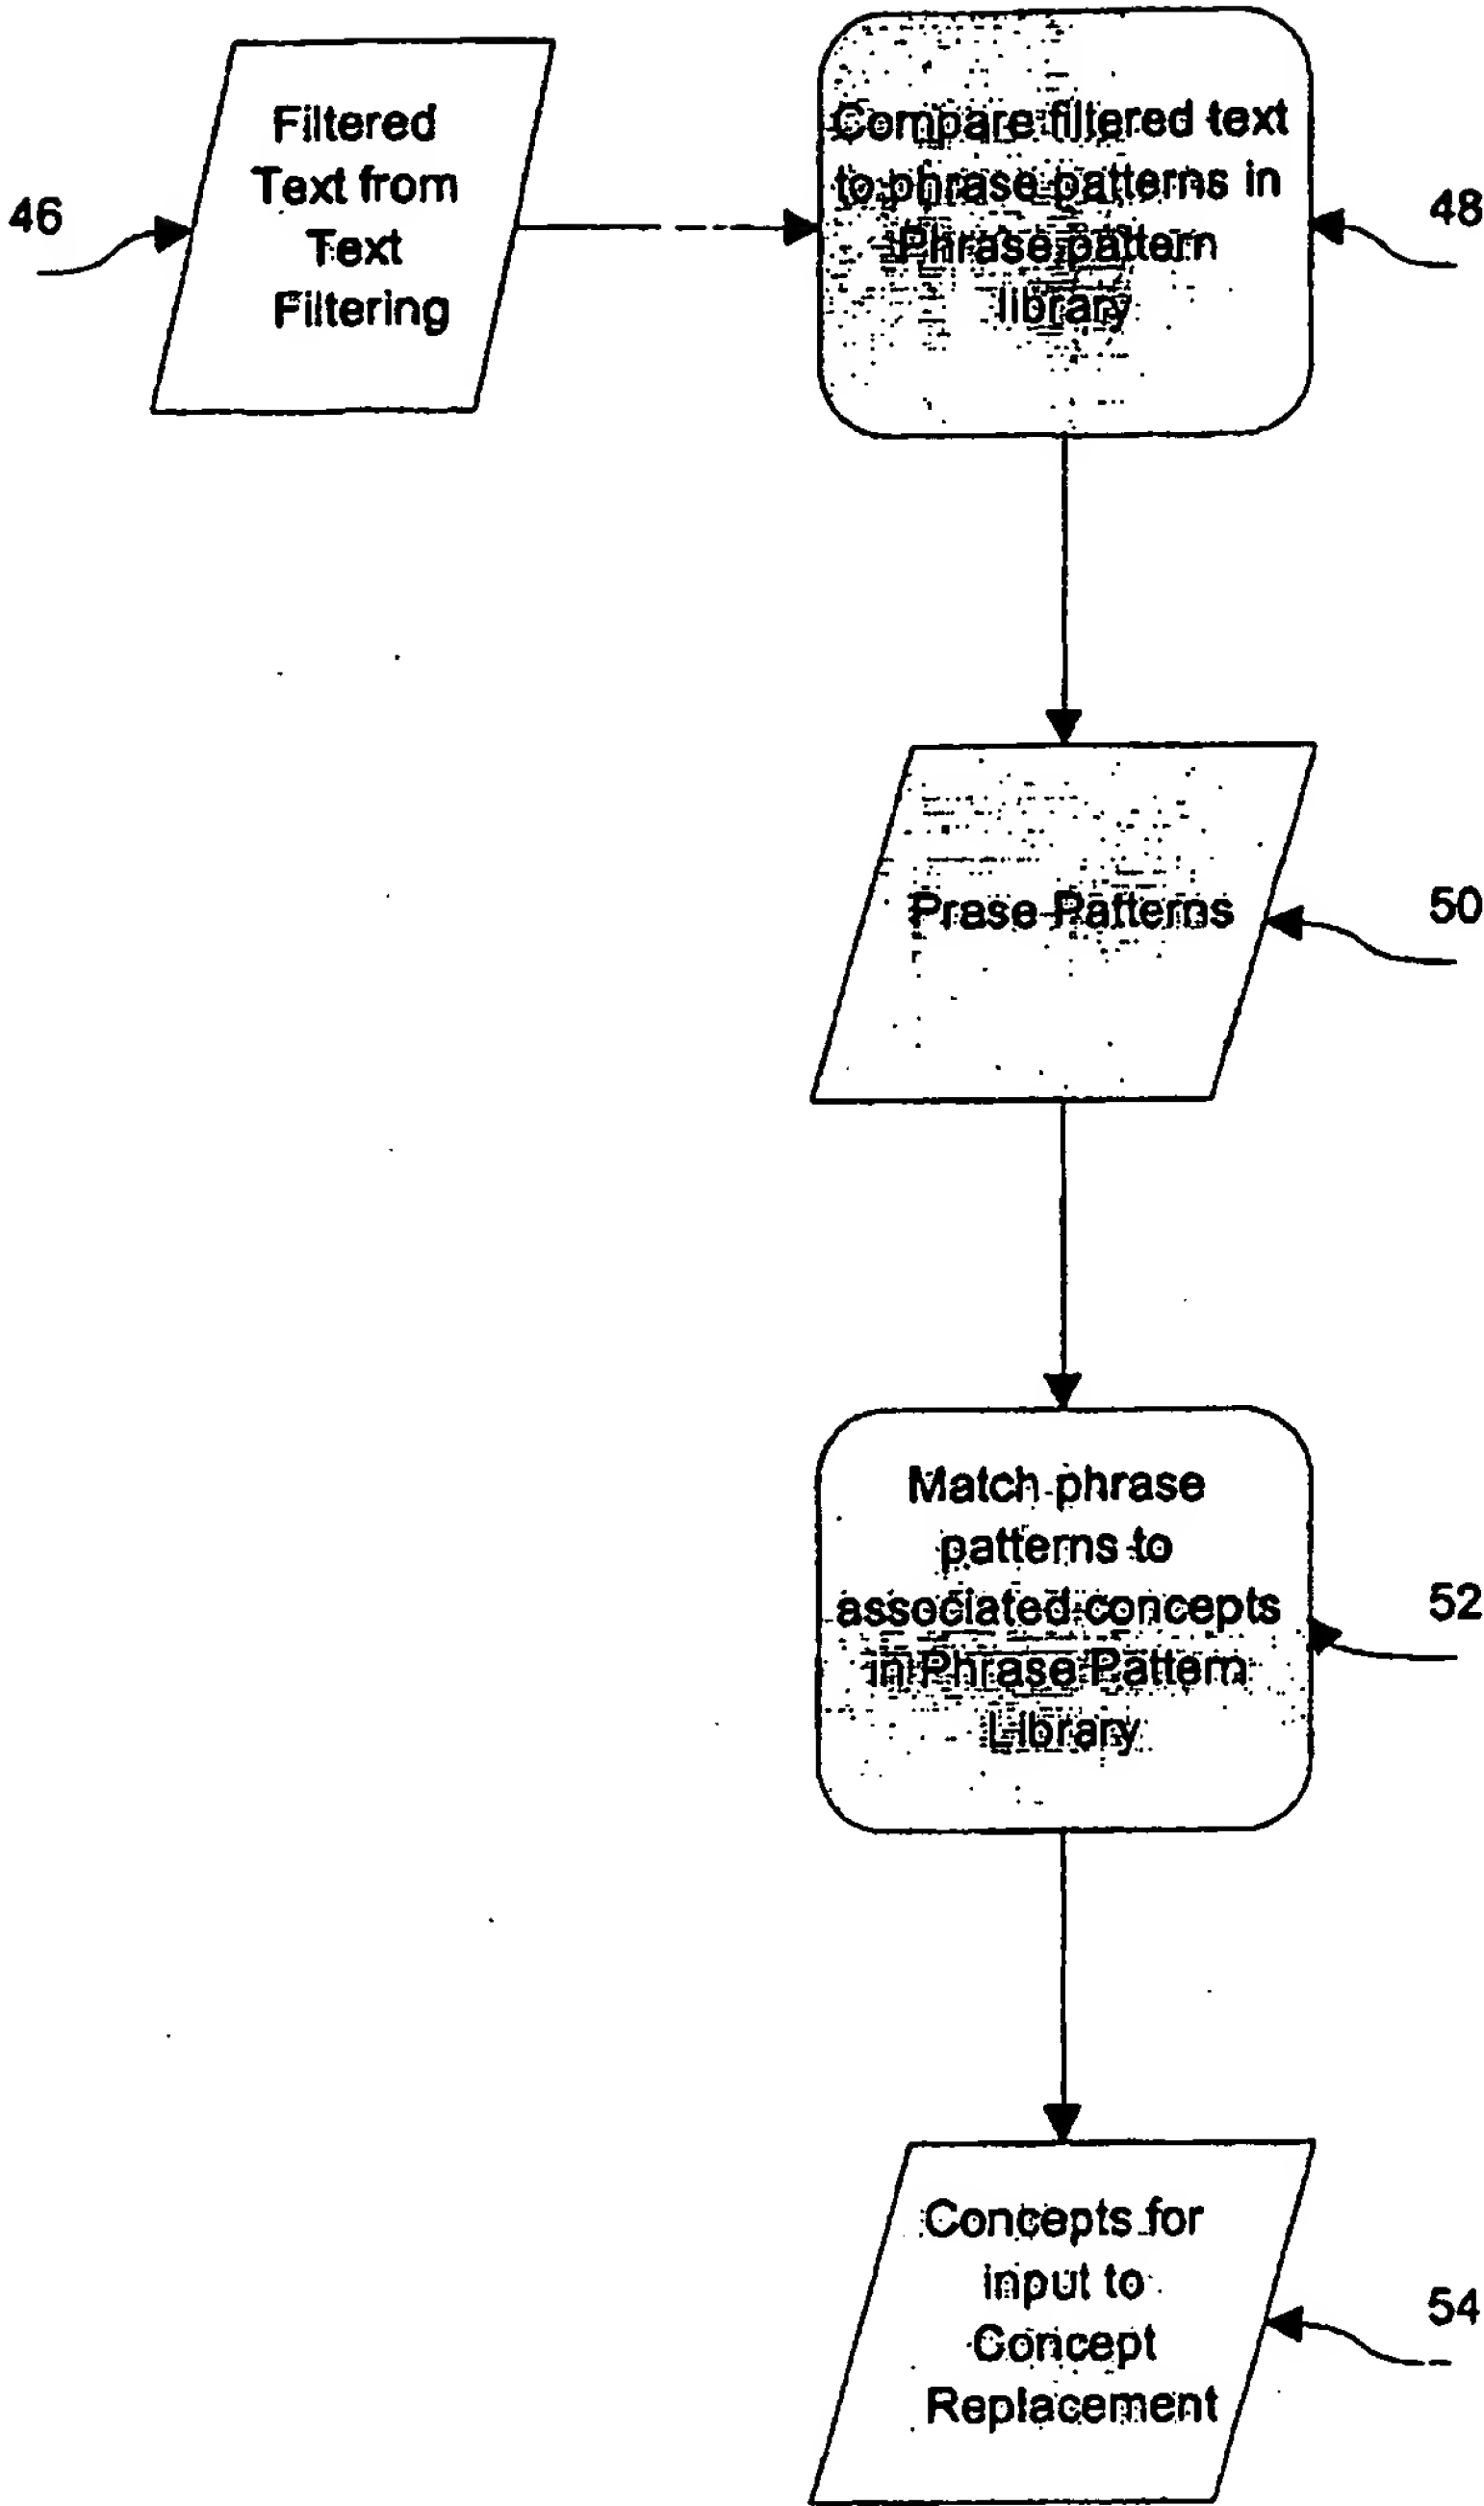 46
Filtered
Text from
Text
Filtering
Compare filtered text
to phrase patterns in
Phrase pattern
library
48
Prase Patterns
50
Match phrase
patterns to
associated concepts
in Phrase Pattern
Library
52
Concepts for
input to
Concept
Replacement
54